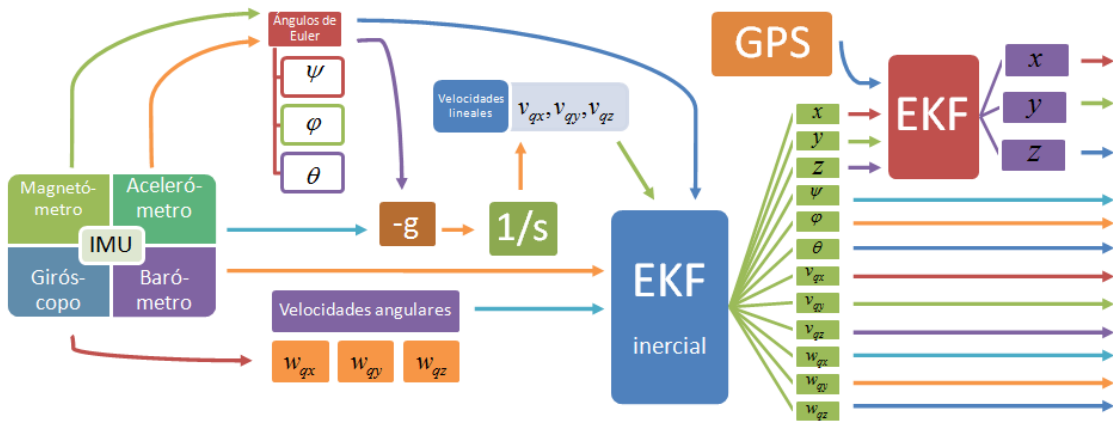 Ángulos de
Euler
ψ
φ
θ
Magnetó-
metro
Aceleró-
metro
IMU
Girós-
copo
Baró-
metro
Velocidades
lineales
v_qx, v_qy, v_qz
-g
1/s
Velocidades angulares
w_qx
w_qy
w_qz
EKF
inercial
GPS
x
y
z
ψ
φ
θ
v_qx
v_qy
v_qz
w_qx
w_qy
w_qz
EKF
x
y
z